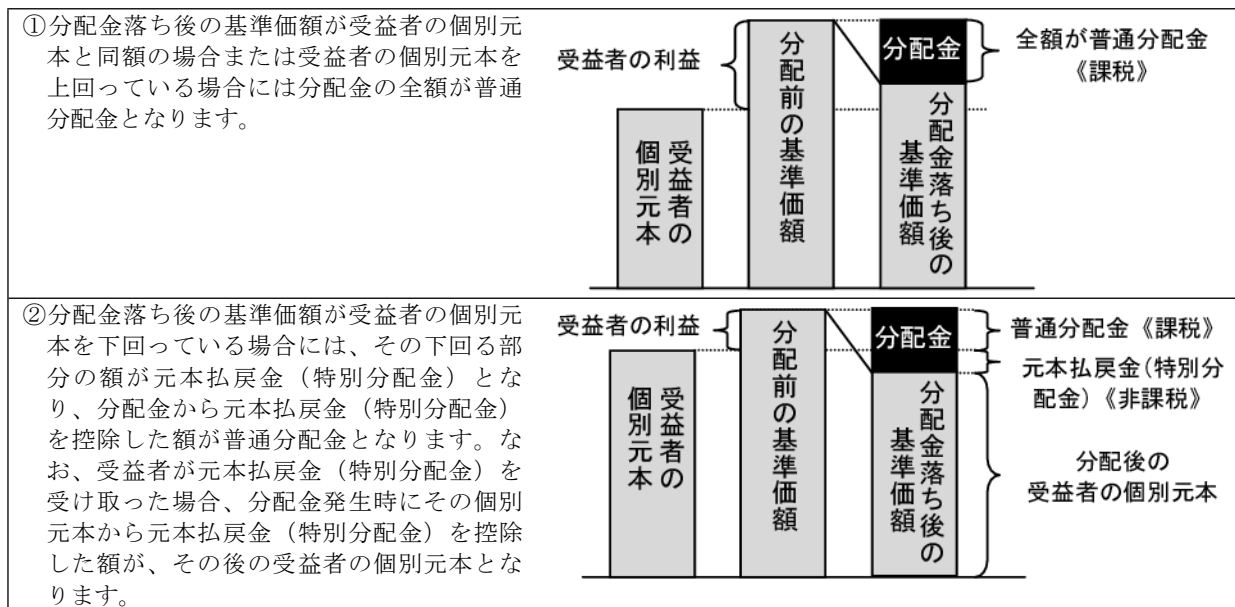 ①分配金落ち後の基準価額が受益者の個別元
本と同額の場合または受益者の個別元本を
上回っている場合には分配金の全額が普通
分配金となります。
受益者の利益
受益者の
個別元本
分配前の基準価額
分配金
分配金落ち後の
基準価額
全額が普通分配金
《課税》
②分配金落ち後の基準価額が受益者の個別元
本を下回っている場合には、その下回る部
分の額が元本払戻金（特別分配金）とな
り、分配金から元本払戻金（特別分配金）
を控除した額が普通分配金となります。な
お、受益者が元本払戻金（特別分配金）を
受け取った場合、分配金発生時にその個別
元本から元本払戻金（特別分配金）を控除
した額が、その後の受益者の個別元本とな
ります。
受益者の利益
受益者の
個別元本
分配前の基準価額
分配金
分配金落ち後の
基準価額
普通分配金《課税》
元本払戻金(特別分
配金)《非課税》
分配後の
受益者の個別元本